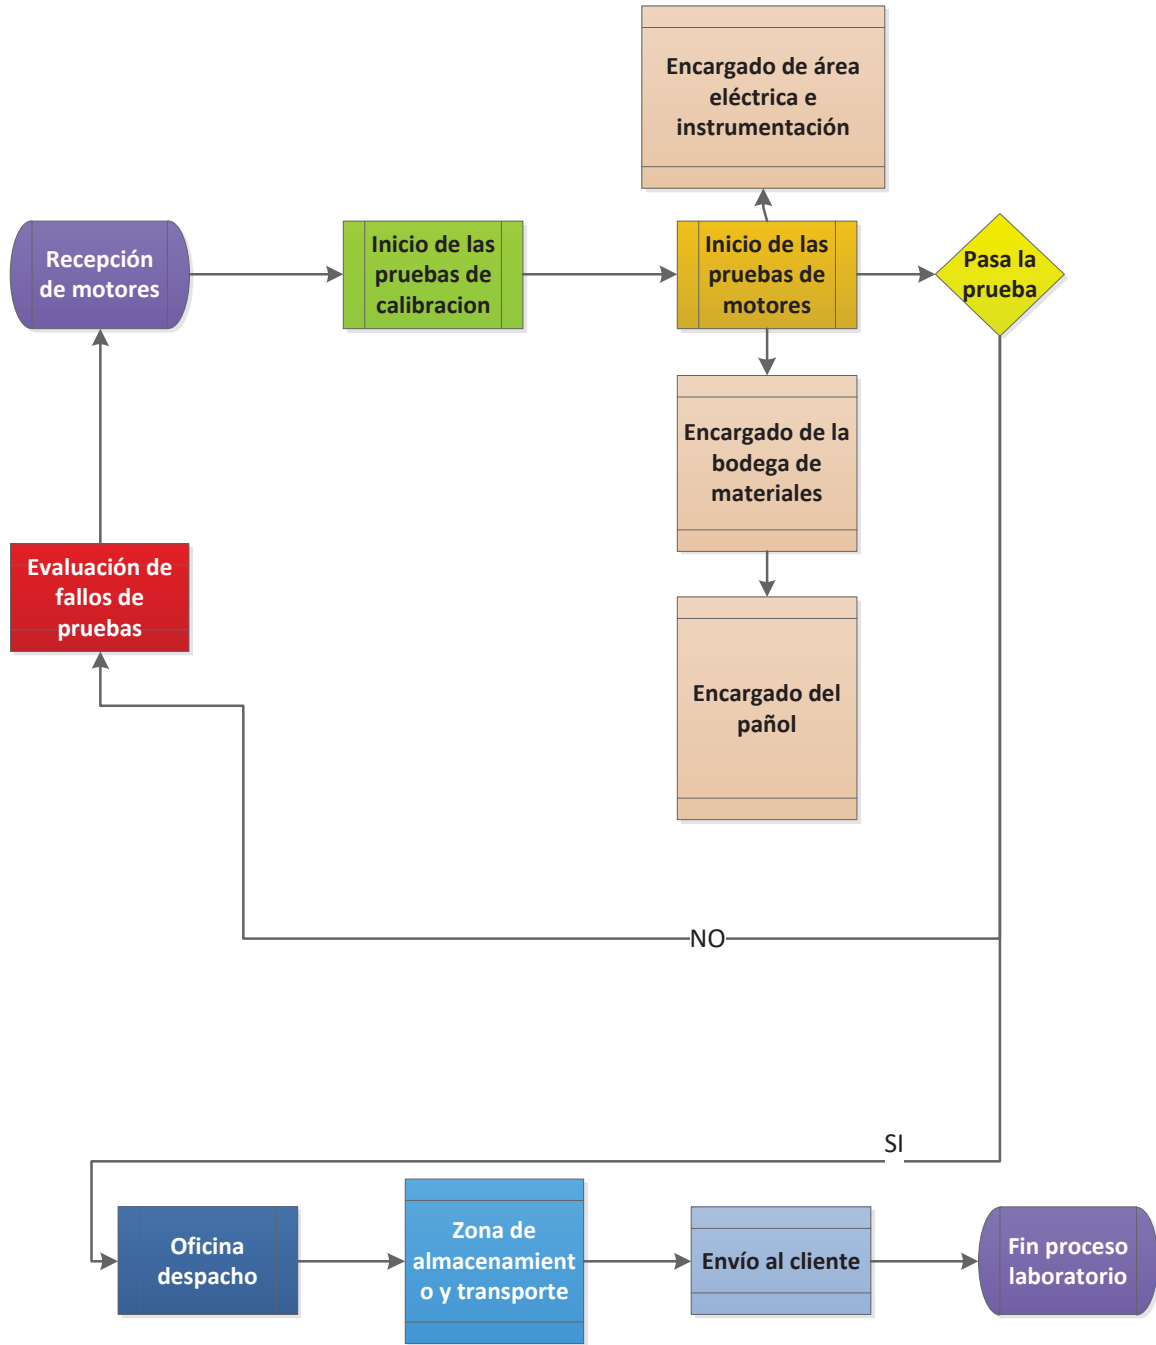 Encargado de área
eléctrica e
instrumentación
Recepción
de motores
Inicio de las
pruebas de
calibracion
Inicio de las
pruebas de
motores
Pasa la
prueba
Encargado de la
bodega de
materiales
Evaluación de
fallos de
pruebas
Encargado del
pañol
NO
SI
Oficina
despacho
Zona de
almacenamient
o y transporte
Envío al cliente
Fin proceso
laboratorio